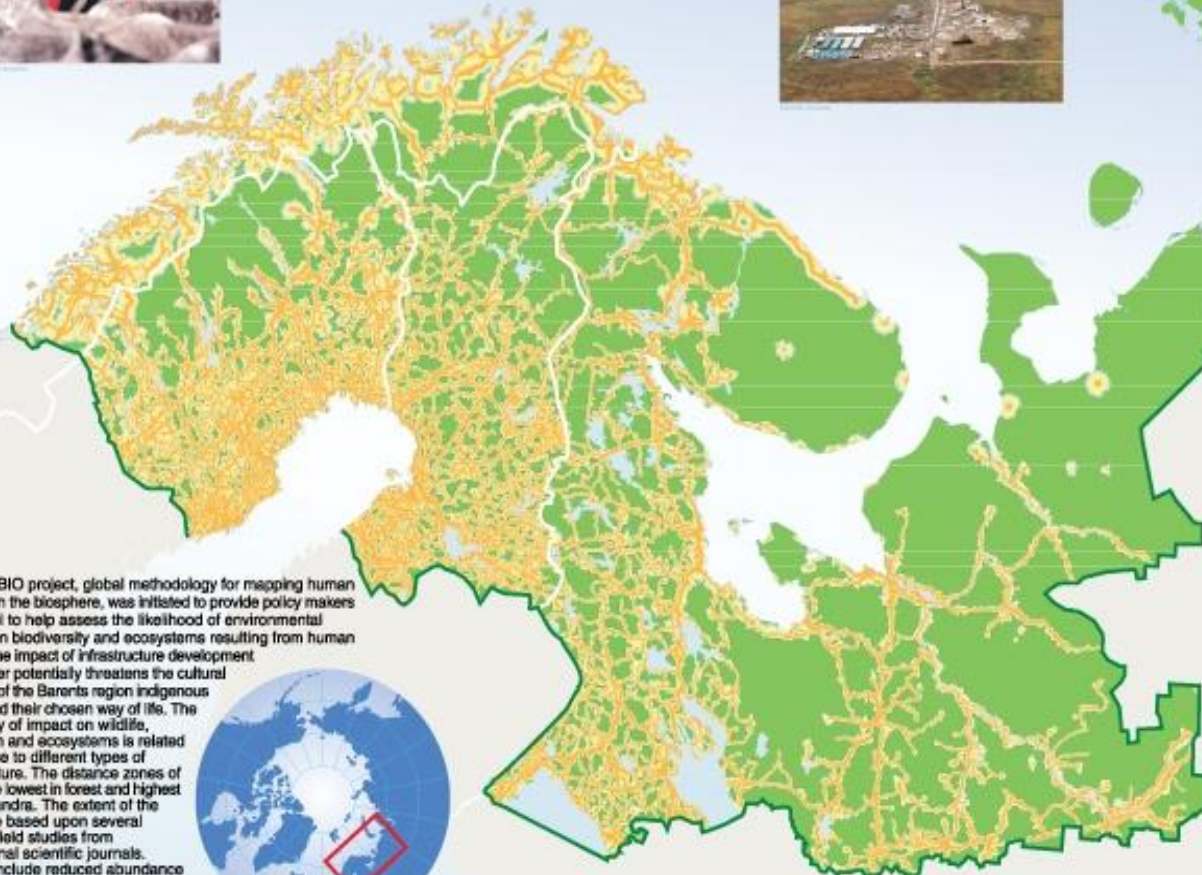 BIO project, global methodology for mapping human
n the biosphere, was initiated to provide policy makers
l to help assess the likelihood of environmental
n biodiversity and ecosystems resulting from human
e impact of infrastructure development
er potentially threatens the cultural
of the Barents region indigenous
d their chosen way of life. The
y of impact on wildlife,
n and ecosystems is related
e to different types of
ture. The distance zones of
e lowest in forest and highest
ndra. The extent of the
e based upon several
ield studies from
nal scientific journals.
nclude reduced abundance